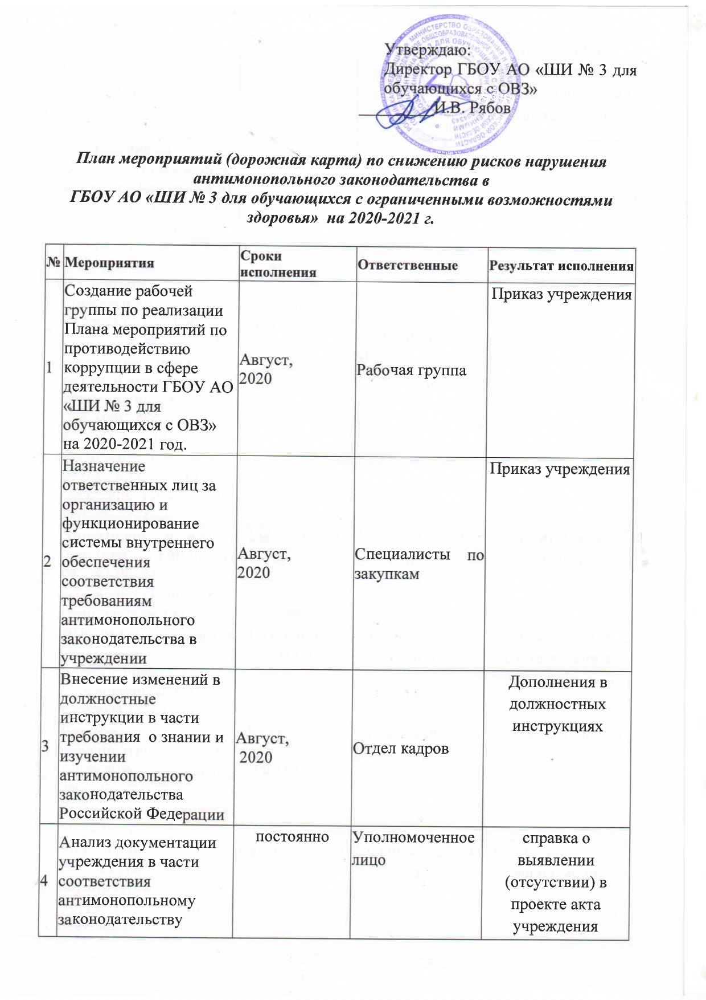 Утверждаю:
Директор ГБОУ АО «ШИ № 3 для
обучающихся с ОВЗ»
И.В. Рябов
План мероприятий (дорожная карта) по снижению рисков нарушения
антимонопольного законодательства в
ГБОУ АО «ШИ № 3 для обучающихся с ограниченными возможностями
здоровья» на 2020-2021 г.
№ Мероприятия
Сроки
исполнения
Ответственные
Результат исполнения
1
Создание рабочей
группы по реализации
Плана мероприятий по
противодействию
коррупции в сфере
деятельности ГБОУ АО
«ШИ № 3 для
обучающихся с ОВЗ»
на 2020-2021 год.
Август,
2020
Рабочая группа
Приказ учреждения
2
Назначение
ответственных лиц за
организацию и
функционирование
системы внутреннего
обеспечения
соответствия
требованиям
антимонопольного
законодательства в
учреждении
Август,
2020
Специалисты по
закупкам
Приказ учреждения
3
Внесение изменений в
должностные
инструкции в части
требования о знании и
изучении
антимонопольного
законодательства
Российской Федерации
Август,
2020
Отдел кадров
Дополнения в
должностных
инструкциях
4
Анализ документации
учреждения в части
соответствия
антимонопольному
законодательству
постоянно
Уполномоченное
лицо
справка о
выявлении
(отсутствии) в
проекте акта
учреждения